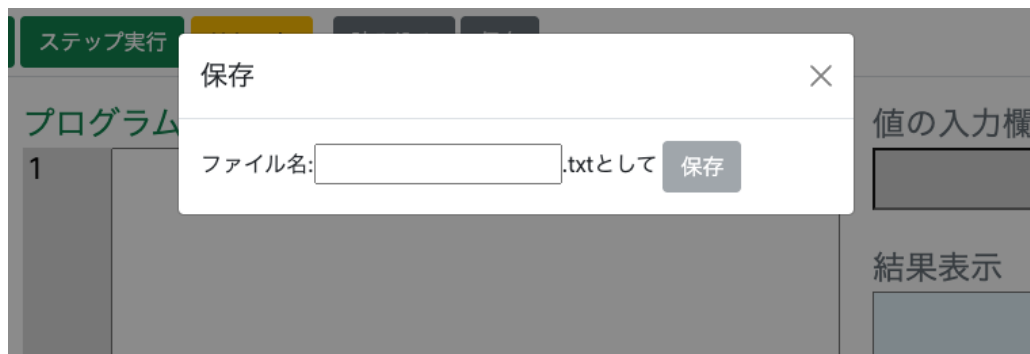 ステップ実行
保存
プログラム
値の入力欄
1
ファイル名:
.txtとして
保存
結果表示